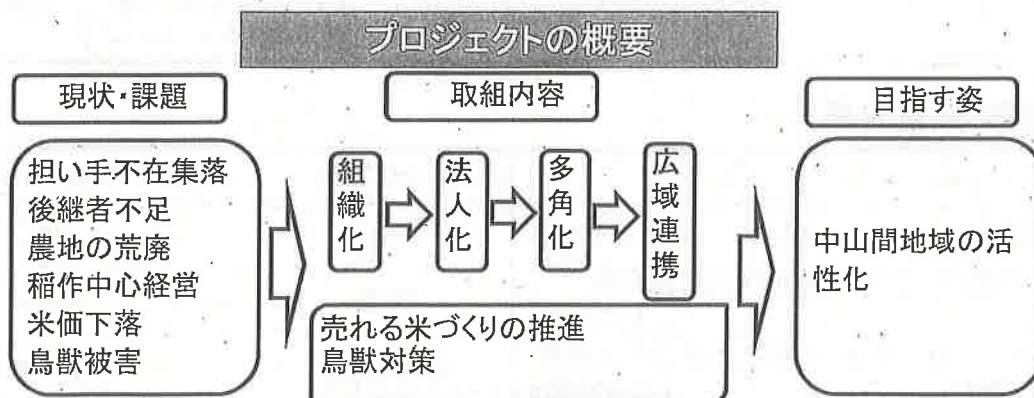 プロジェクトの概要
現状・課題
担い手不在集落
後継者不足
農地の荒廃
稲作中心経営
米価下落
鳥獣被害
取組内容
組織化
法人化
多角化
広域連携
売れる米づくりの推進
鳥獣対策
目指す姿
中山間地域の活
性化